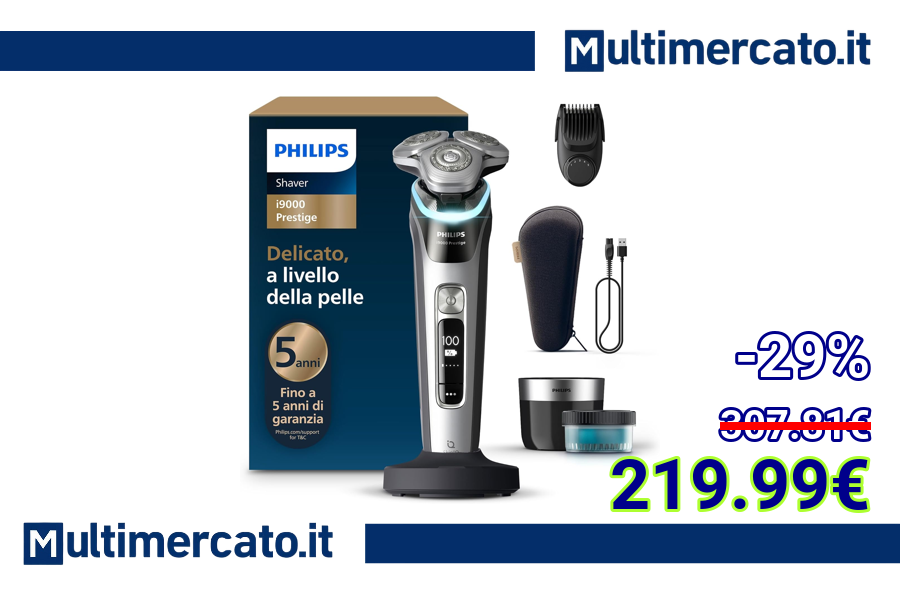 Multimercato.it
PHILIPS
Shaver
i9000
Prestige
Delicato,
a livello
della pelle
5 anni
Fino a
5 anni di
garanzia
Philips.com/support
for T&C
PHILIPS
i9000 Prestige
100
PHILIPS
-29%
307.81€
219.99€
Multimercato.it